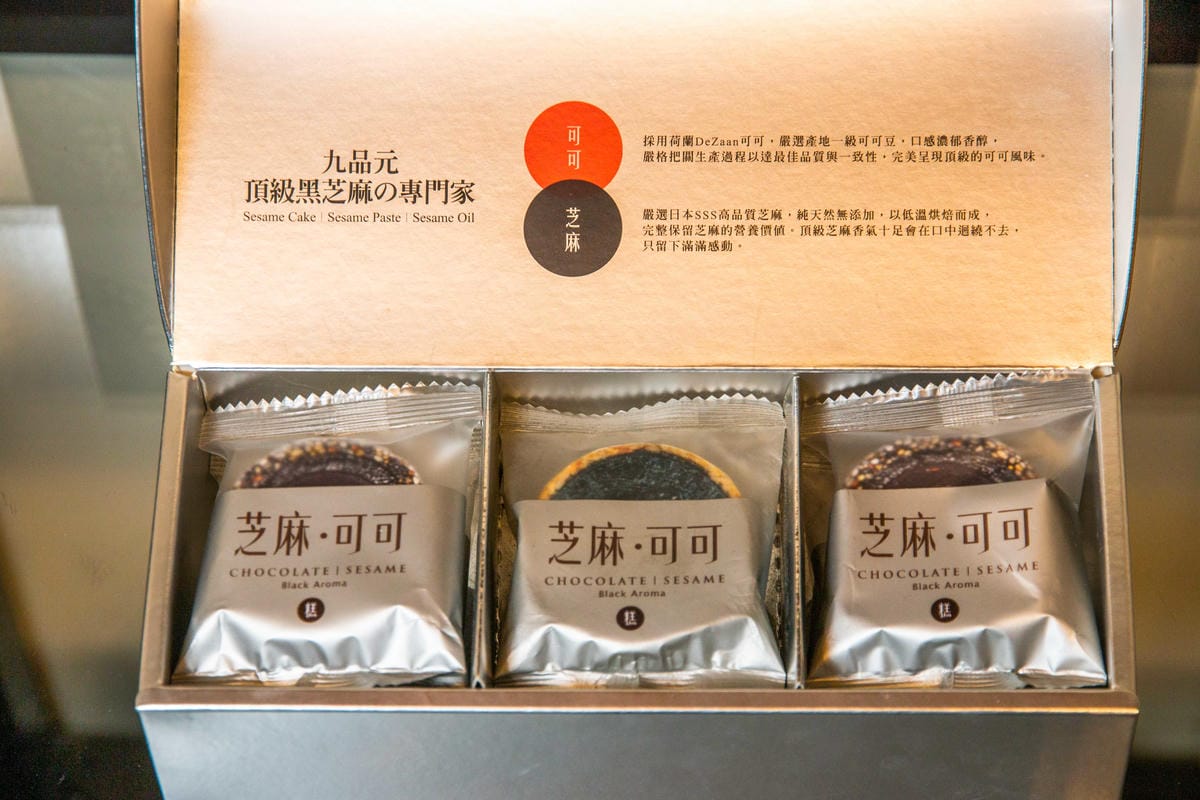 九品元
頂級黑芝麻の專門家
Sesame Cake | Sesame Paste | Sesame Oil
可可
採用荷蘭DeZaan可可，嚴選產地一級可可豆，口感濃郁香醇，
嚴格把關生產過程以達最佳品質與一致性，完美呈現頂級的可可風味。
芝麻
嚴選日本SSS高品質芝麻，純天然無添加，以低溫烘焙而成，
完整保留芝麻的營養價值。頂級芝麻香氣十足會在口中迴繞不去，
只留下滿滿感動。
芝麻·可可
CHOCOLATE | SESAME
Black Aroma
糕
芝麻·可可
CHOCOLATE | SESAME
Black Aroma
糕
芝麻·可可
CHOCOLATE | SESAME
Black Aroma
糕